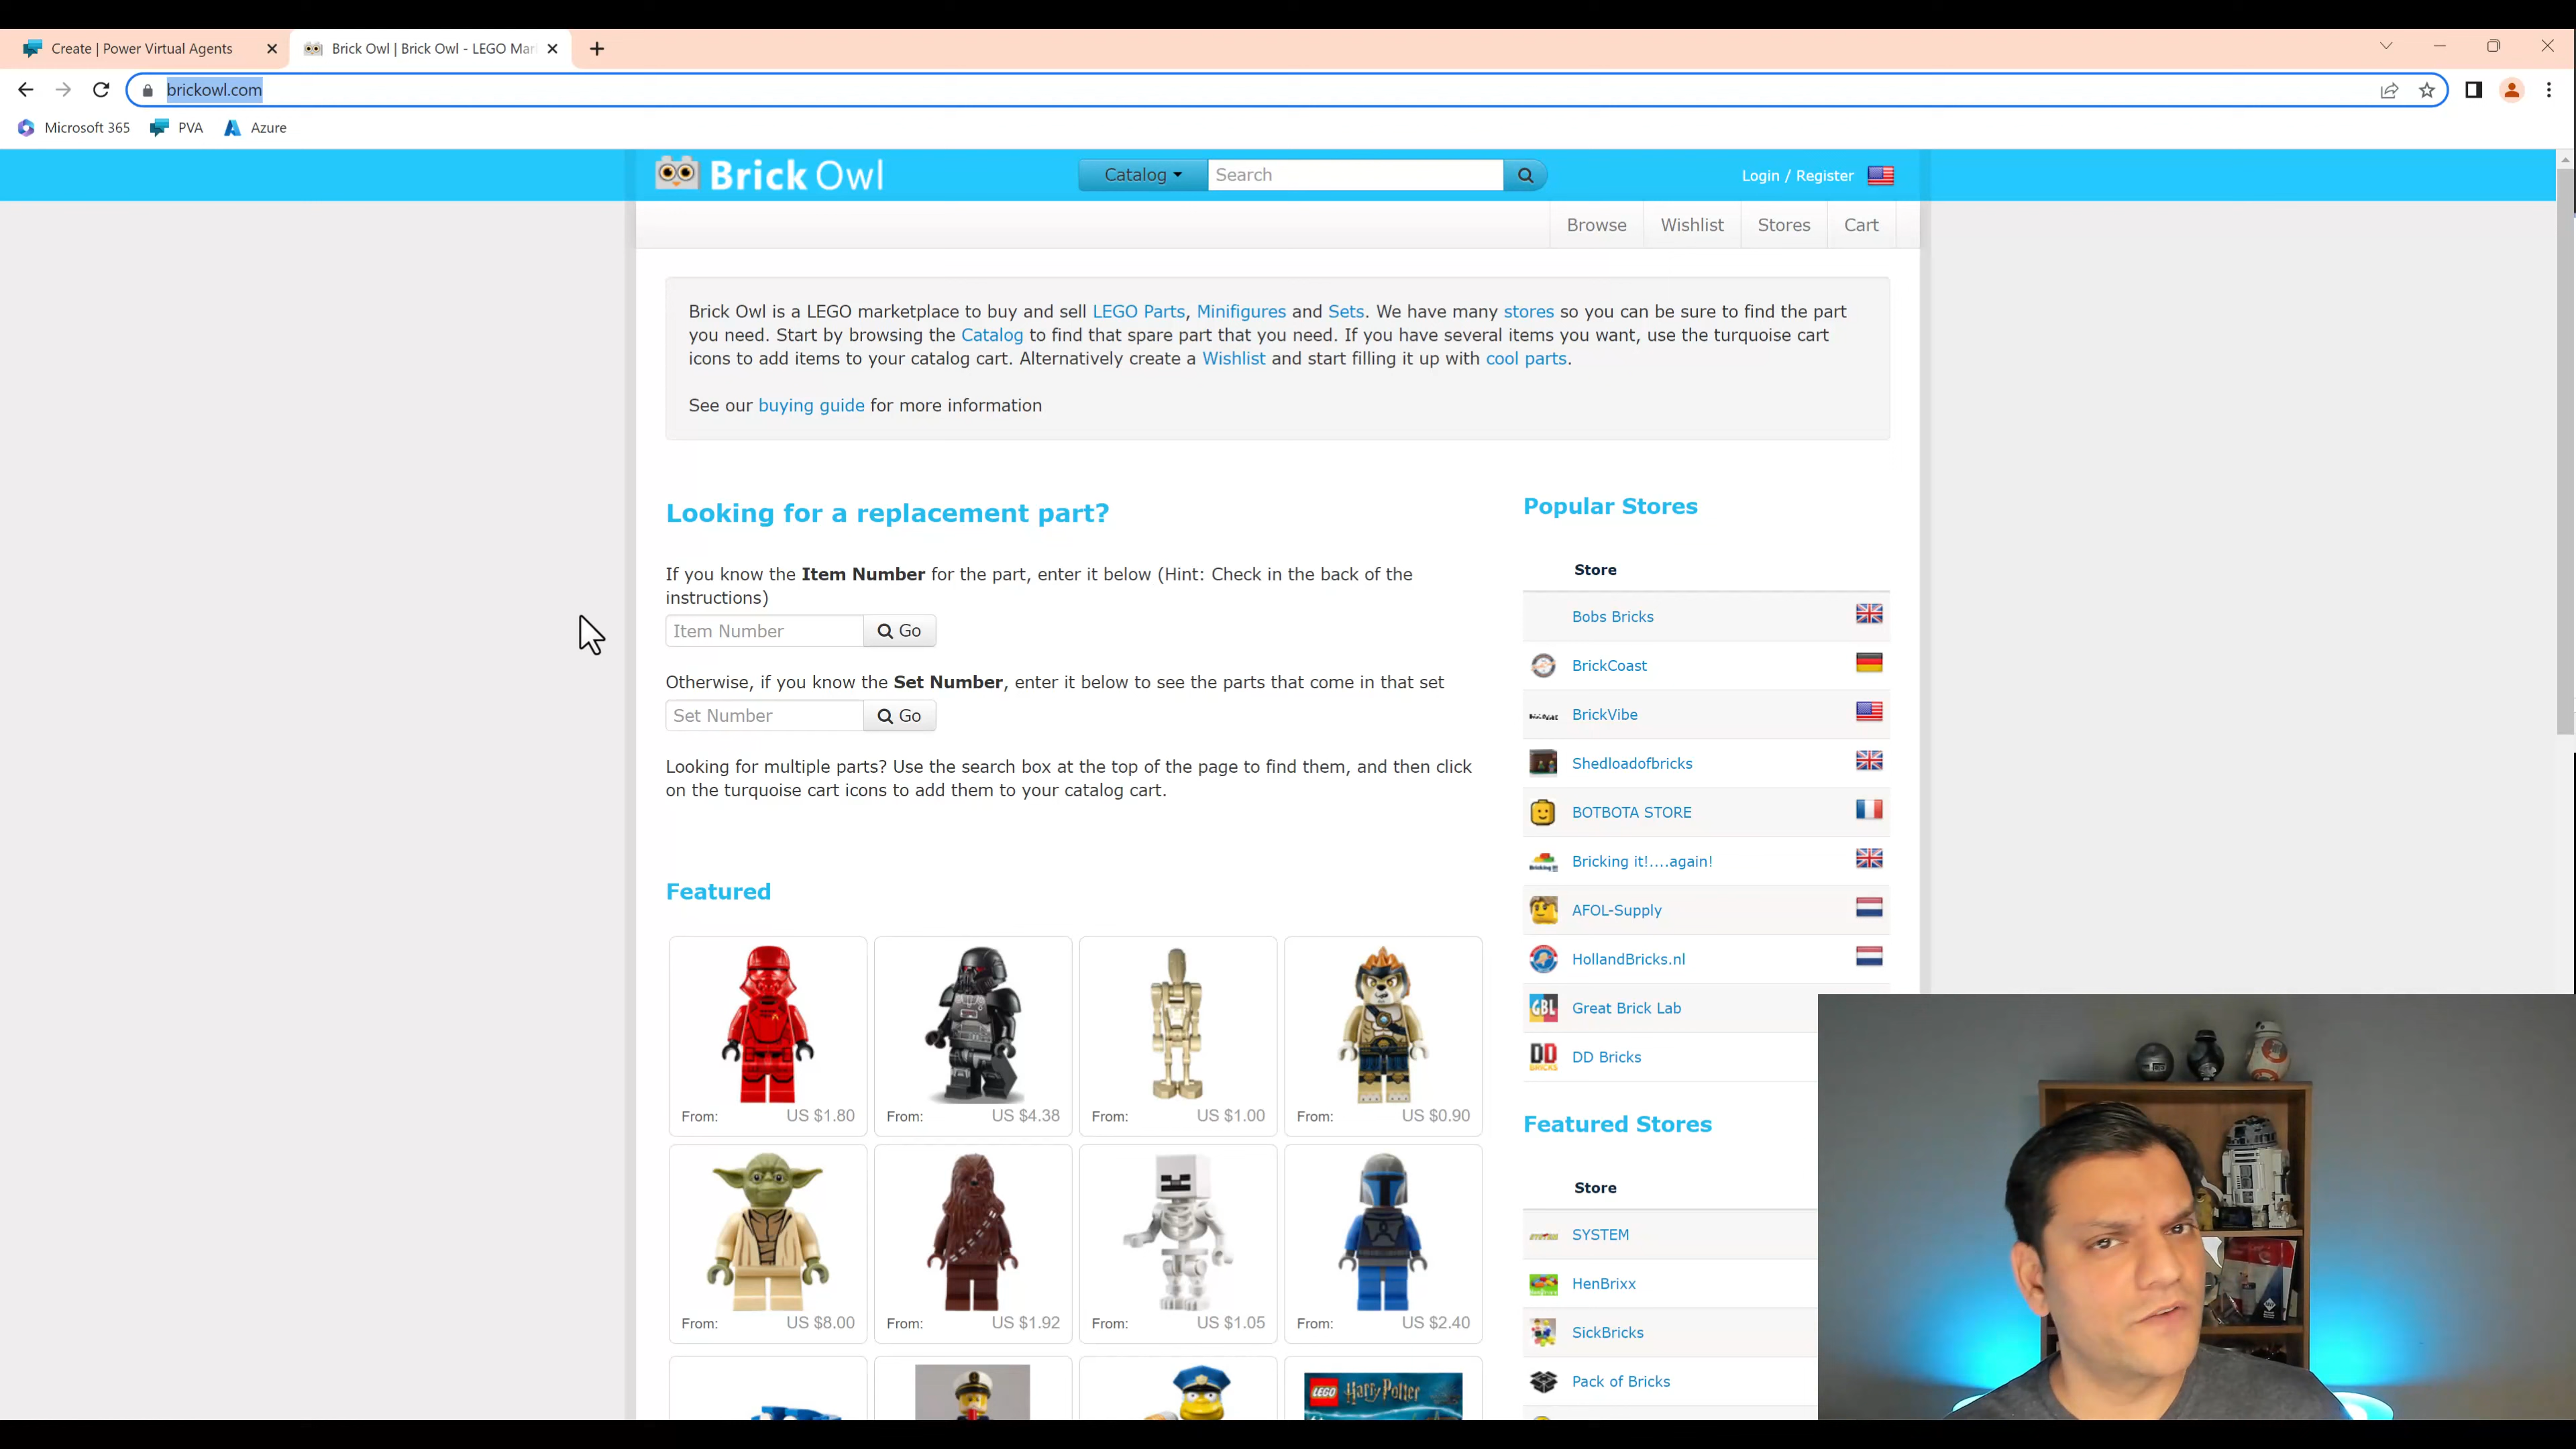 Create | Power Virtual Agents
Brick Owl | Brick Owl - LEGO Mar
brickowl.com
Microsoft 365
PVA
Azure
Brick Owl
Catalog
Search
Login / Register
Browse
Wishlist
Stores
Cart
Brick Owl is a LEGO marketplace to buy and sell LEGO Parts, Minifigures and Sets. We have many stores so you can be sure to find the part
you need. Start by browsing the Catalog to find that spare part that you need. If you have several items you want, use the turquoise cart
icons to add items to your catalog cart. Alternatively create a Wishlist and start filling it up with cool parts.
See our buying guide for more information
Looking for a replacement part?
If you know the Item Number for the part, enter it below (Hint: Check in the back of the
instructions)
Item Number
Go
Otherwise, if you know the Set Number, enter it below to see the parts that come in that set
Set Number
Go
Looking for multiple parts? Use the search box at the top of the page to find them, and then click
on the turquoise cart icons to add them to your catalog cart.
Featured
From: US $1.80
From: US $4.38
From: US $1.00
From: US $0.90
From: US $8.00
From: US $1.92
From: US $1.05
From: US $2.40
LEGO Harry Potter
Popular Stores
Store
Bobs Bricks
BrickCoast
BrickVibe
Shedloadofbricks
BOTBOTA STORE
Bricking it!....again!
AFOL-Supply
HollandBricks.nl
GBL Great Brick Lab
DD BRICKS DD Bricks
Featured Stores
Store
SYSTEM
HenBrixx
SickBricks
Pack of Bricks